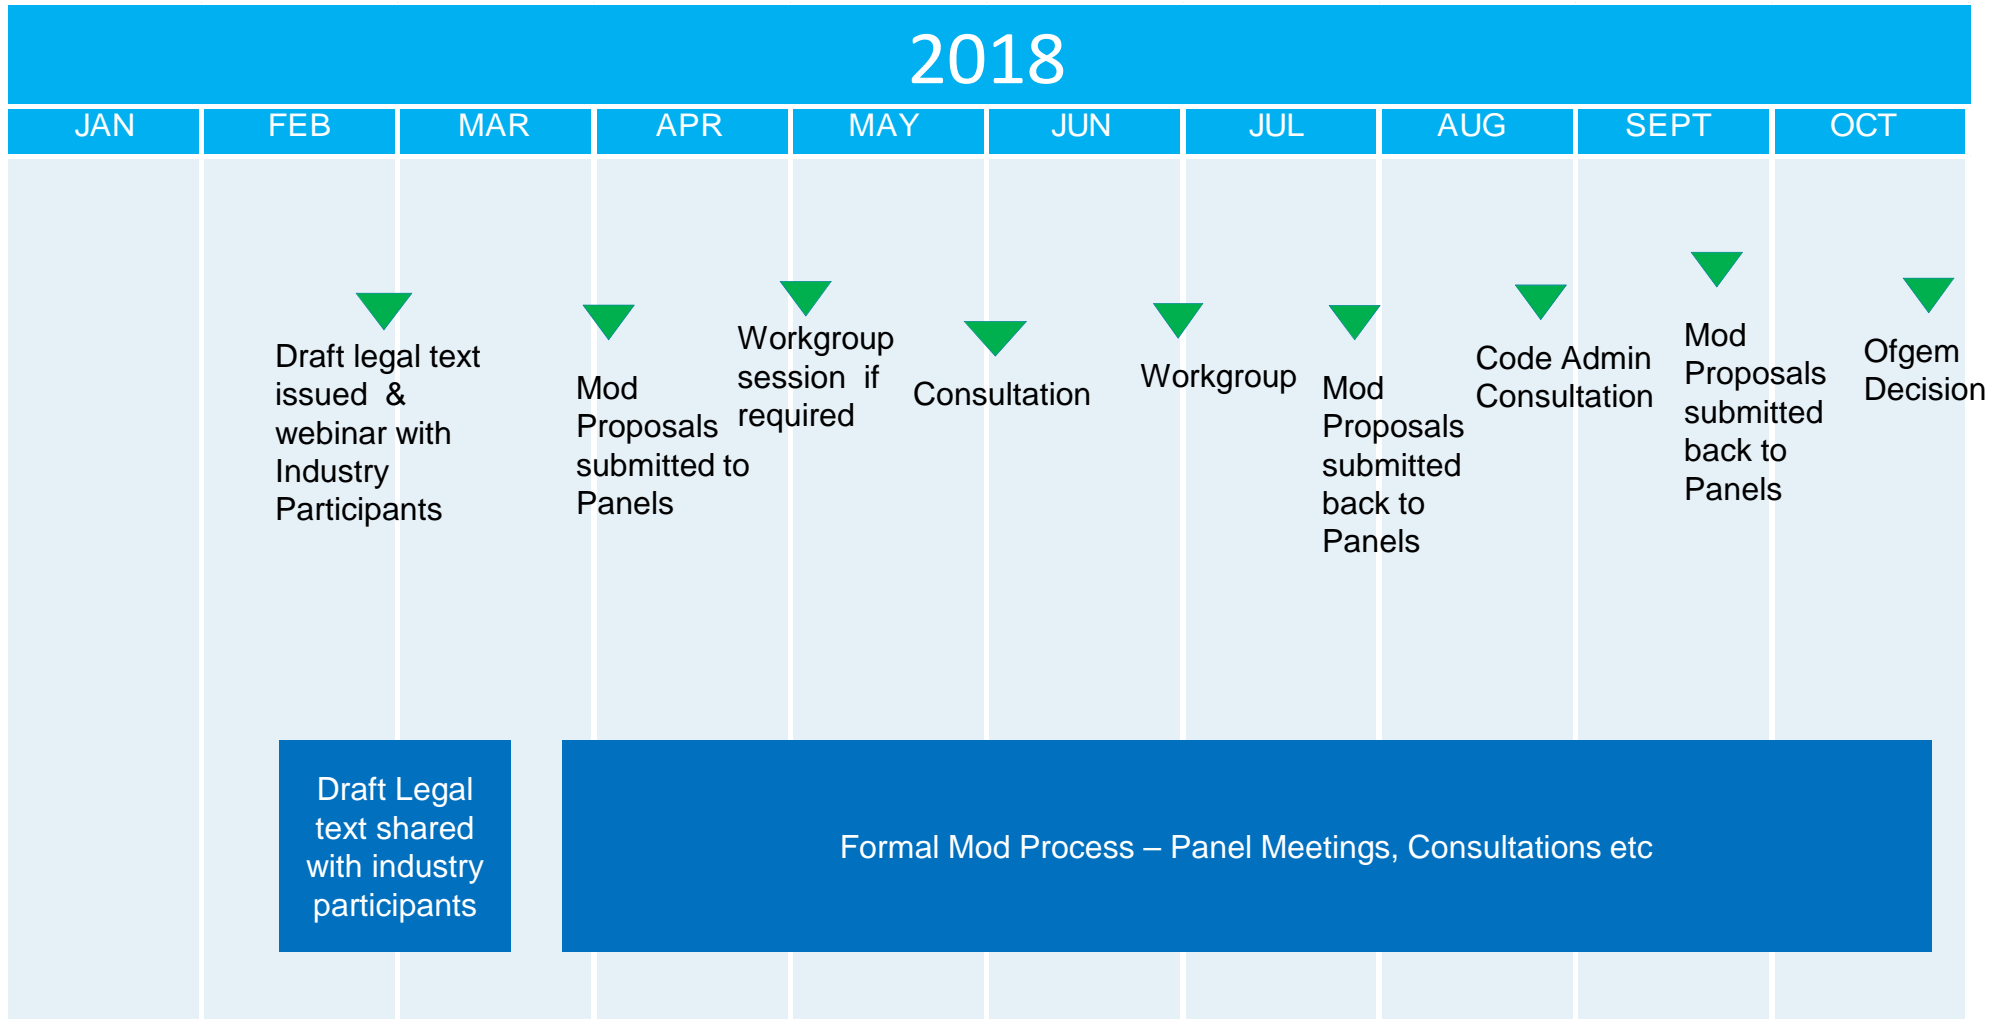 2018
JAN FEB MAR APR MAY JUN JUL AUG SEPT OCT
Draft legal text
issued &
webinar with
Industry
Participants
Mod
Proposals
submitted to
Panels
Workgroup
session if
required
Consultation
Workgroup
Mod
Proposals
submitted
back to
Panels
Code Admin
Consultation
Mod
Proposals
submitted
back to
Panels
Ofgem
Decision
Draft Legal
text shared
with industry
participants
Formal Mod Process – Panel Meetings, Consultations etc